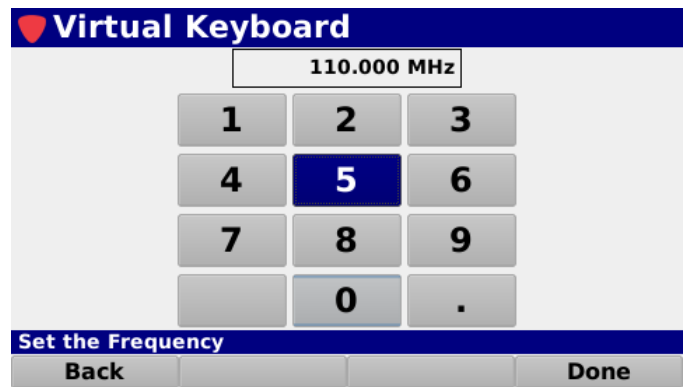 Virtual Keyboard
110.000 MHz
1 2 3
4 5 6
7 8 9
0 .
Set the Frequency
Back Done